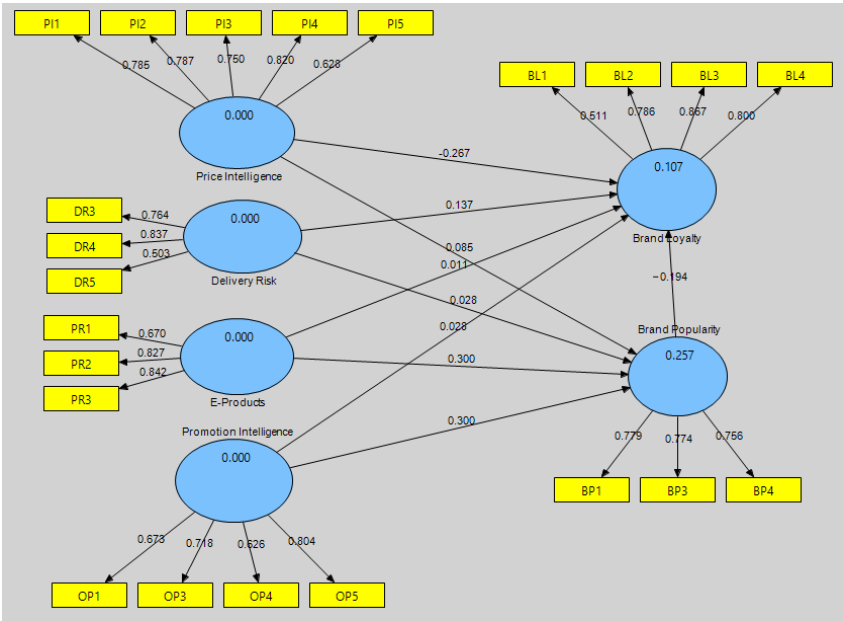 PI1 PI2 PI3 PI4 PI5
0.785 0.787 0.750 0.820 0.628
0.000
Price Intelligence
BL1 BL2 BL3 BL4
0.511 0.786 0.867 0.800
0.107
Brand Loyalty
-0.267
DR3
DR4
DR5
0.764
0.837
0.503
0.000
Delivery Risk
0.137
0.085
0.011
0.028
0.028
-0.194
PR1
PR2
PR3
0.670
0.827
0.842
0.000
E-Products
0.300
Brand Popularity
0.257
Promotion Intelligence
0.000
0.300
0.779 0.774 0.756
BP1 BP3 BP4
0.673 0.718 0.626 0.804
OP1 OP3 OP4 OP5